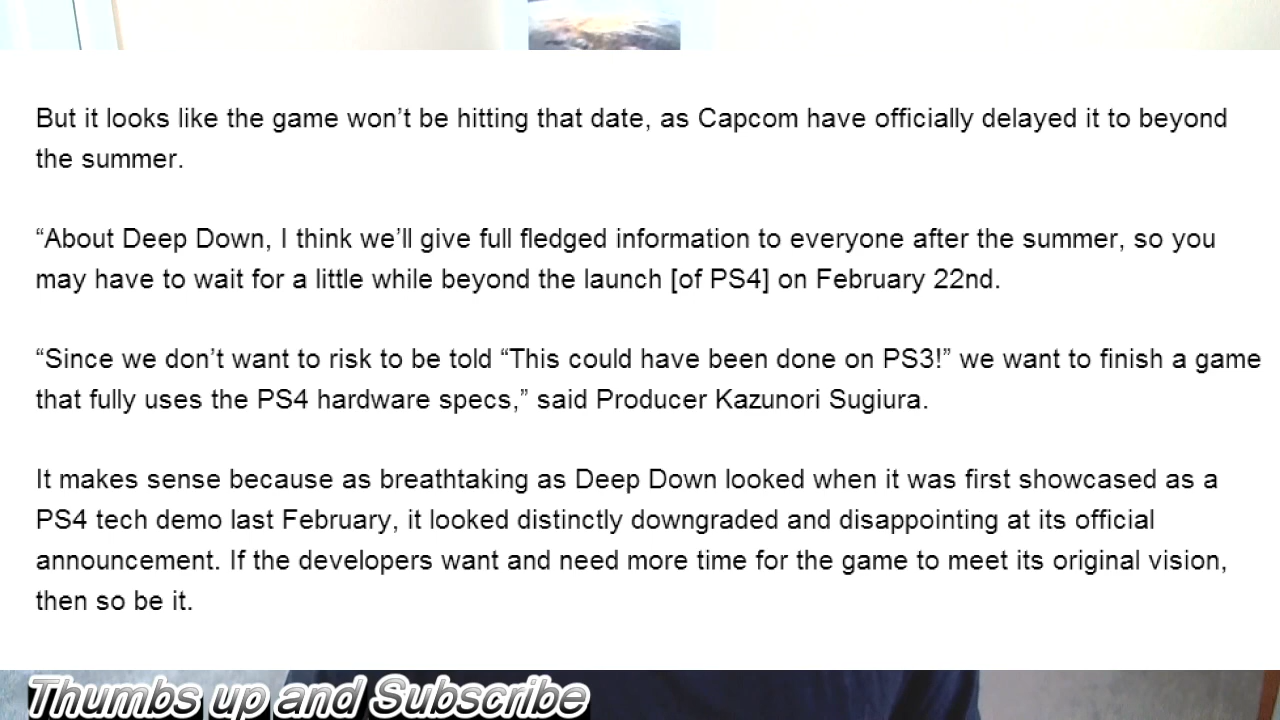 But it looks like the game won’t be hitting that date, as Capcom have officially delayed it to beyond
the summer.
“About Deep Down, I think we’ll give full fledged information to everyone after the summer, so you
may have to wait for a little while beyond the launch [of PS4] on February 22nd.
“Since we don’t want to risk to be told “This could have been done on PS3!” we want to finish a game
that fully uses the PS4 hardware specs,” said Producer Kazunori Sugiura.
It makes sense because as breathtaking as Deep Down looked when it was first showcased as a
PS4 tech demo last February, it looked distinctly downgraded and disappointing at its official
announcement. If the developers want and need more time for the game to meet its original vision,
then so be it.
Thumbs up and Subscribe